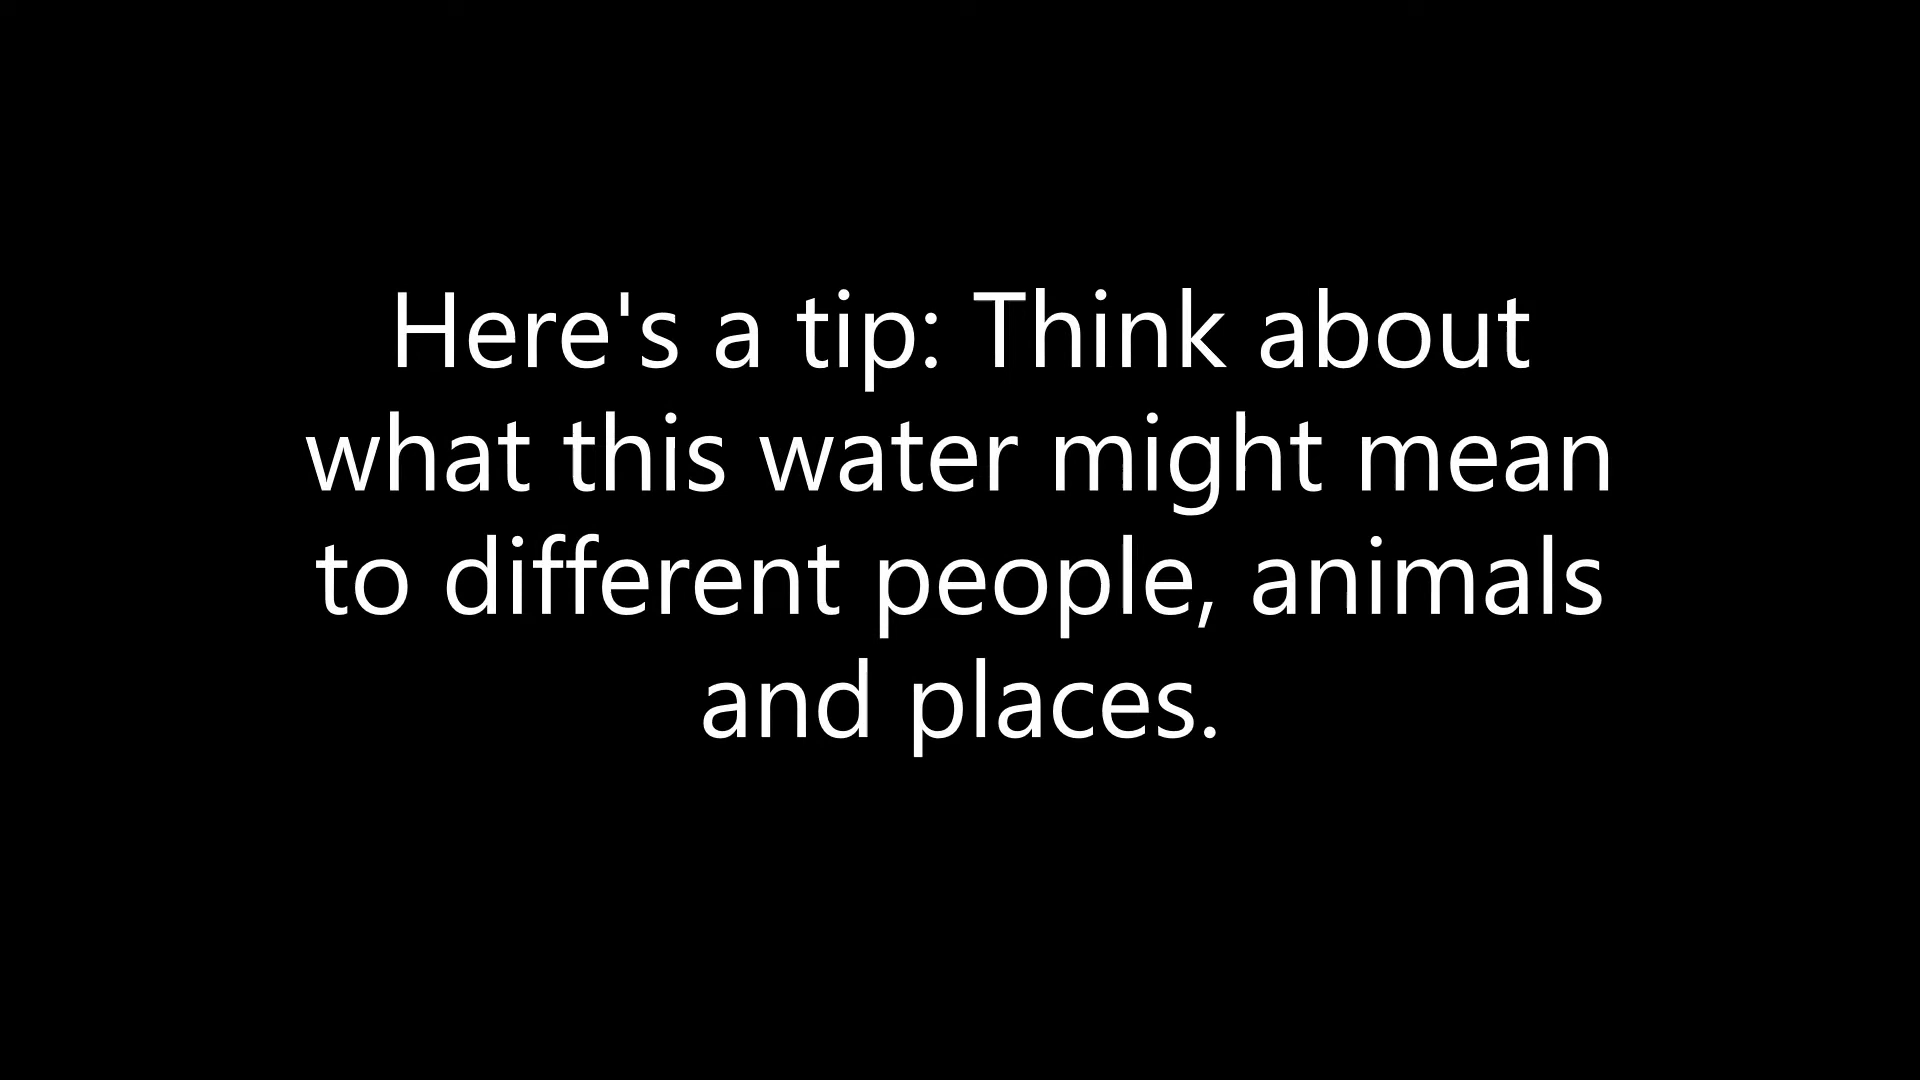 Here's a tip: Think about
what this water might mean
to different people, animals
and places.